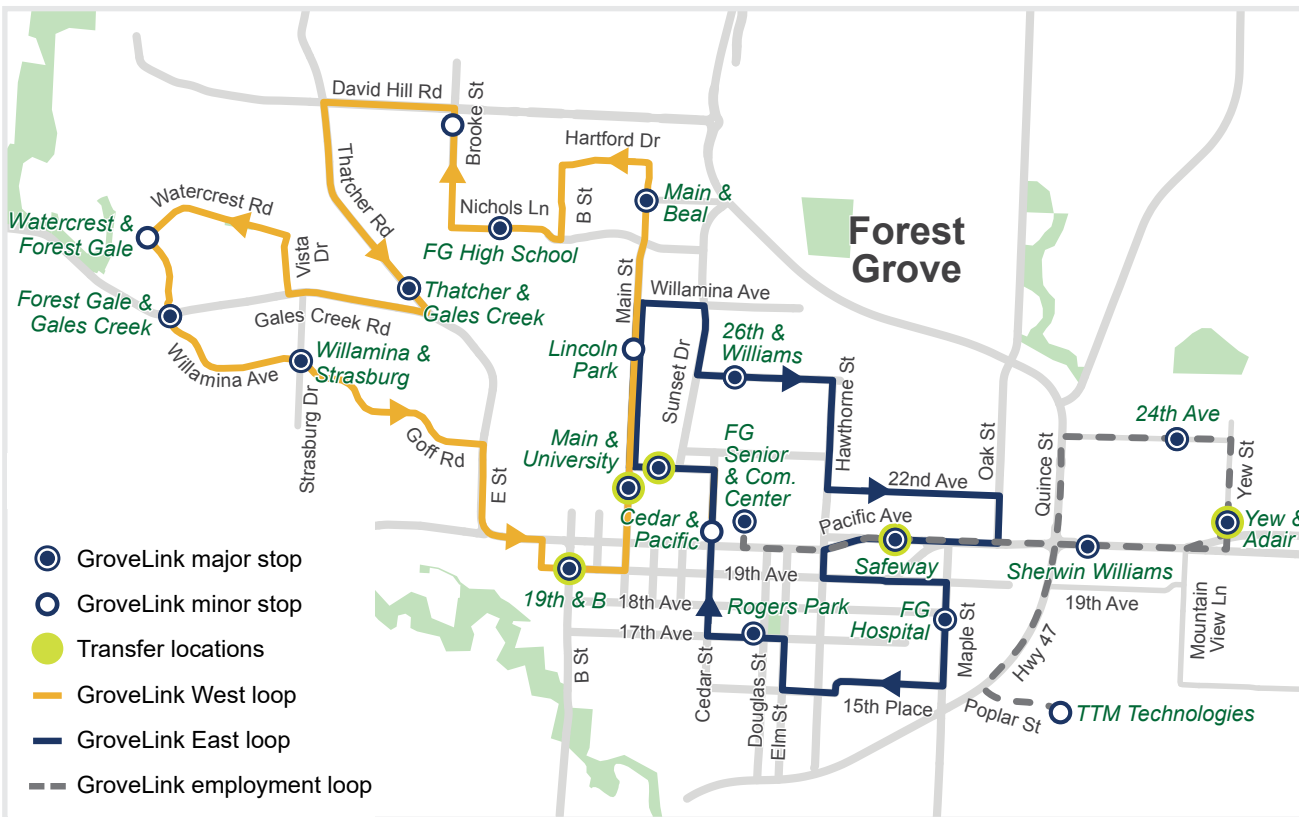 David Hill Rd
Brooke St
Hartford Dr
Thatcher Rd
B St
Main &
Beal
Watercrest Rd
Nichols Ln
Watercrest &
Forest Gale
FG High School
Forest
Grove
Vista
Dr
Main St
Thatcher &
Gales Creek
Willamina Ave
Forest Gale &
Gales Creek
Gales Creek Rd
26th &
Williams
Lincoln
Park
Sunset Dr
Hawthorne St
Willamina &
Strasburg
Willamina Ave
Strasburg Dr
Goff Rd
24th Ave
Oak St
Quince St
Yew St
Main &
University
FG
Senior
& Com.
Center
E St
22nd Ave
Cedar &
Pacific
Pacific Ave
Yew &
Adair
Safeway
Sherwin Williams
19th Ave
19th Ave
19th & B
18th Ave
Rogers Park
FG
Hospital
17th Ave
Maple St
Mountain
View Ln
Hwy 47
B St
Cedar St
Douglas St
Elm St
15th Place
Poplar St
TTM Technologies
GroveLink major stop
GroveLink minor stop
Transfer locations
GroveLink West loop
GroveLink East loop
GroveLink employment loop